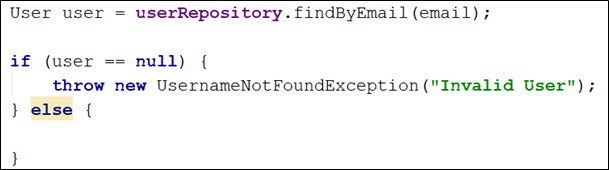 User user = userRepository.findByEmail(email);
if (user == null) {
throw new UsernameNotFoundException("Invalid User");
} else {
}